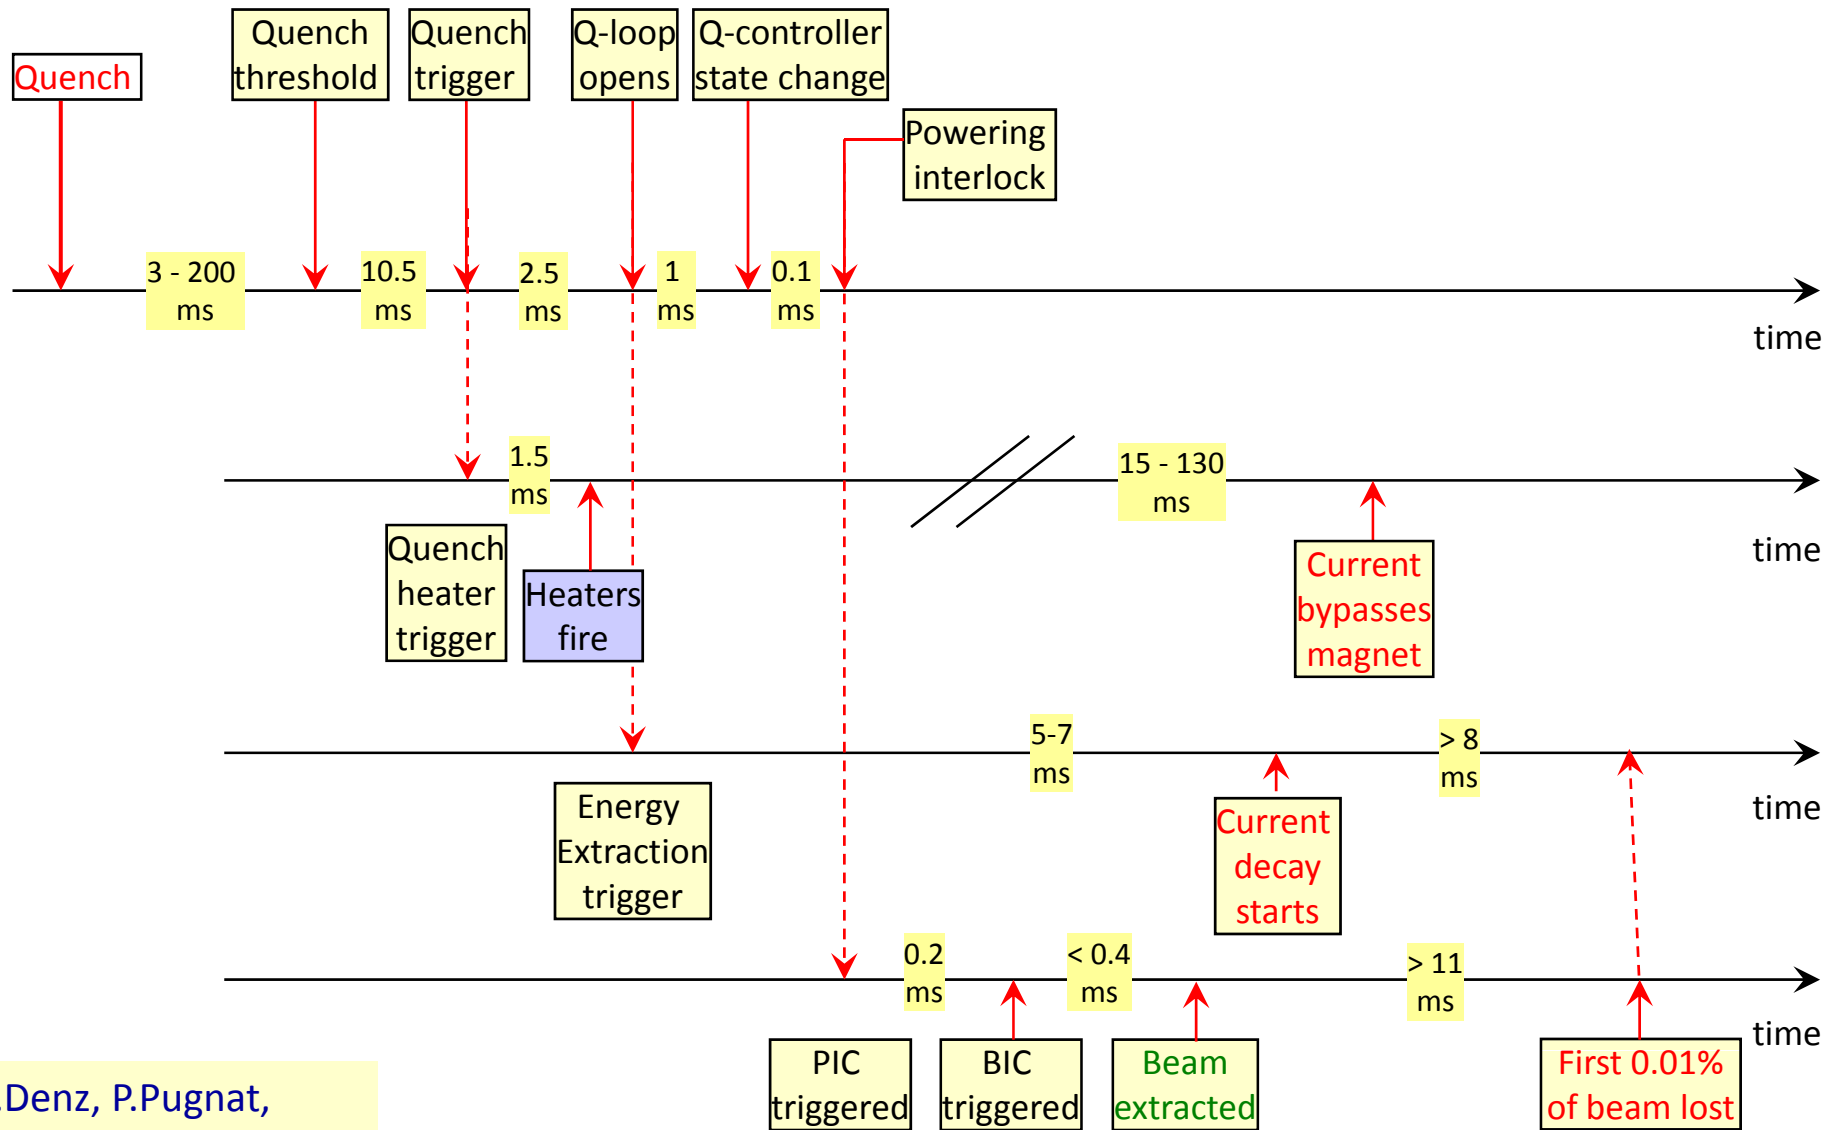 Quench
Quench
threshold
Quench
trigger
Q-loop
opens
Q-controller
state change
Powering
interlock
3 - 200
ms
10.5
ms
2.5
ms
1
ms
0.1
ms
time
1.5
ms
15 - 130
ms
time
Quench
heater
trigger
Heaters
fire
Current
bypasses
magnet
5-7
ms
> 8
ms
time
Energy
Extraction
trigger
Current
decay
starts
0.2
ms
< 0.4
ms
> 11
ms
time
PIC
triggered
BIC
triggered
Beam
extracted
First 0.01%
of beam lost
.Denz, P.Pugnat,